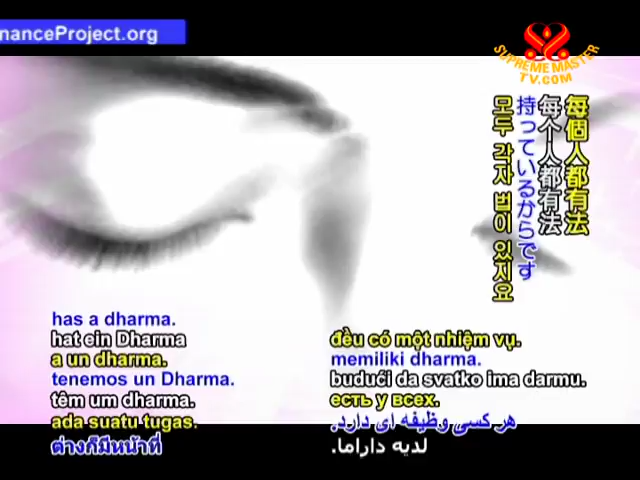 nanceProject.org
SUPREME MASTER
TV.COM
每個人都有法
每个人都有法
持っているからです
모두 각자 법이 있지요
has a dharma.
hat ein Dharma
a un dharma.
tenemos un Dharma.
têm um dharma.
ada suatu tugas.
ต่างก็มีหน้าที่
đều có một nhiệm vụ.
memiliki dharma.
budući da svatko ima darmu.
есть у всех.
هر کسی وظیفه ای دارد.
لديه داراما.